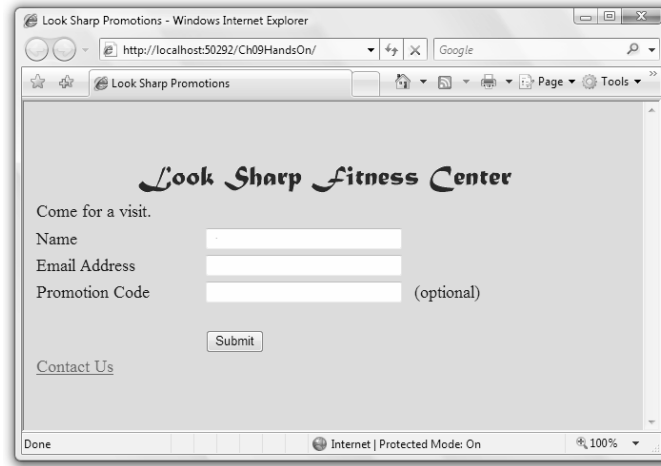 Look Sharp Promotions - Windows Internet Explorer
http://localhost:50292/Ch09HandsOn/
Google
Look Sharp Promotions
Page
Tools
Look Sharp Fitness Center
Come for a visit.
Name
Email Address
Promotion Code (optional)
Submit
Contact Us
Done
Internet | Protected Mode: On
100%